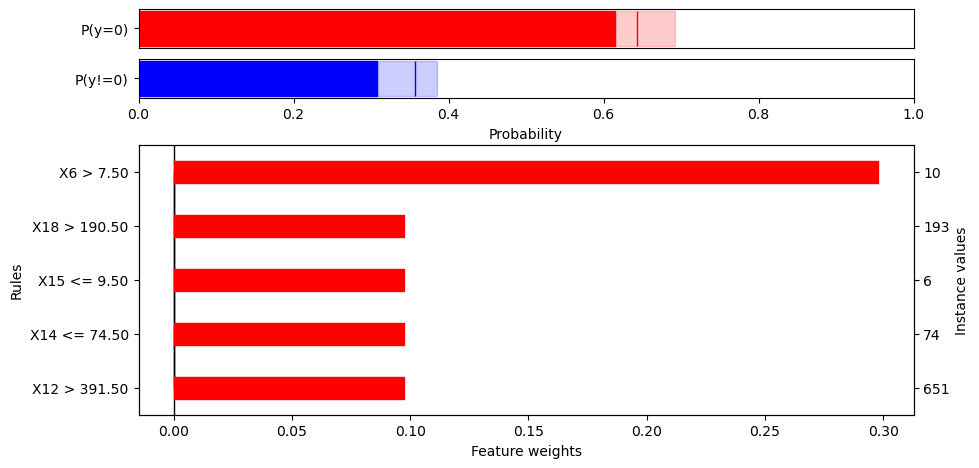 P(y=0)
P(y!=0)
0.0 0.2 0.4 0.6 0.8 1.0
Probability
X6 > 7.50 10
X18 > 190.50 193
X15 <= 9.50 6
X14 <= 74.50 74
X12 > 391.50 651
Rules
Instance values
0.00 0.05 0.10 0.15 0.20 0.25 0.30
Feature weights